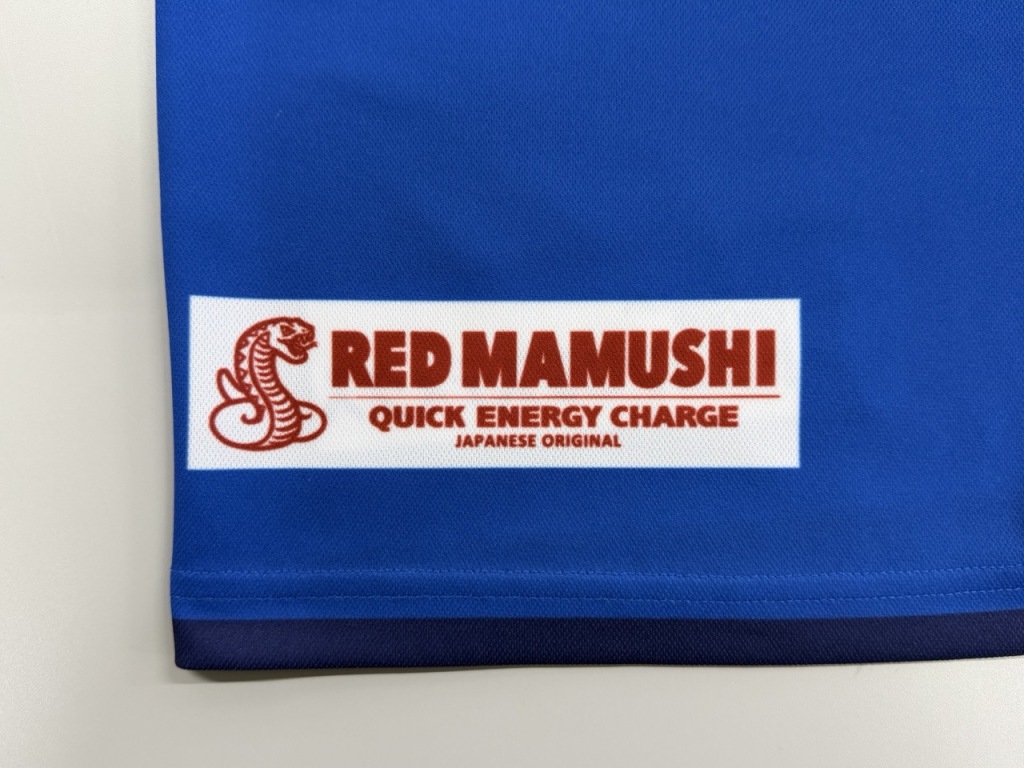 RED MAMUSHI
QUICK ENERGY CHARGE
JAPANESE ORIGINAL